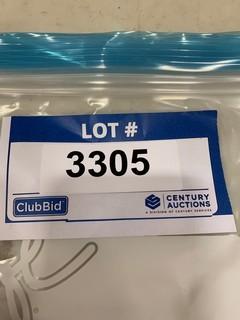 LOT #
3305
ClubBid
CENTURY
AUCTIONS
A DIVISION OF CENTURY SERVICES